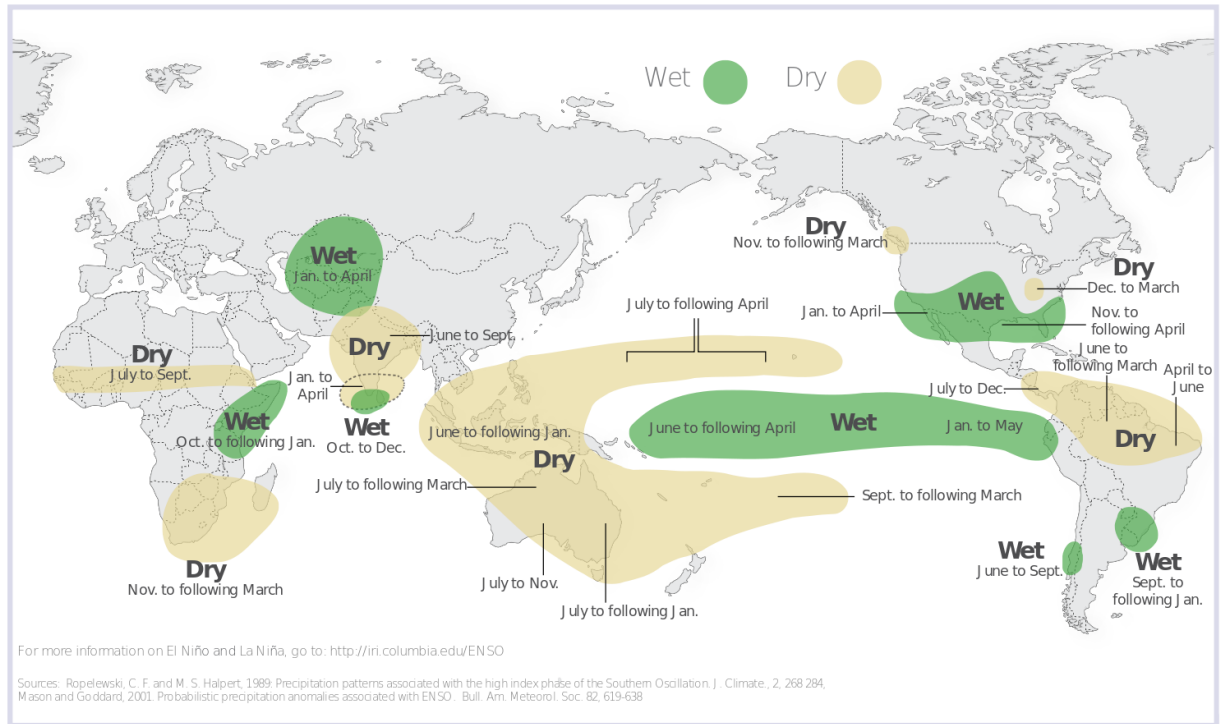 Wet
Dry
Dry
Nov. to following March
Wet
Jan. to April
Dry
Dec. to March
Wet
Jan. to April
July to following April
Nov. to
following April
June to Sept.
Dry
June to
following March
Dry
July to Sept.
April to
June
Jan. to
April
July to Dec.
Wet
Oct. to following Jan.
Wet
Oct. to Dec.
June to following Jan.
Dry
June to following April
Wet
Jan. to May
Dry
July to following March
Sept. to following March
Dry
Nov. to following March
July to Nov.
July to following Jan.
Wet
June to Sept.
Wet
Sept. to
following Jan.
For more information on El Niño and La Niña, go to: http://iri.columbia.edu/ENSO
Sources: Ropelewski, C. F. and M. S. Halpert, 1989: Precipitation patterns associated with the high index phase of the Southern Oscillation. J. Climate., 2, 268 284,
Mason and Goddard, 2001. Probabilistic precipitation anomalies associated with ENSO. Bull. Am. Meteorol. Soc. 82, 619-638